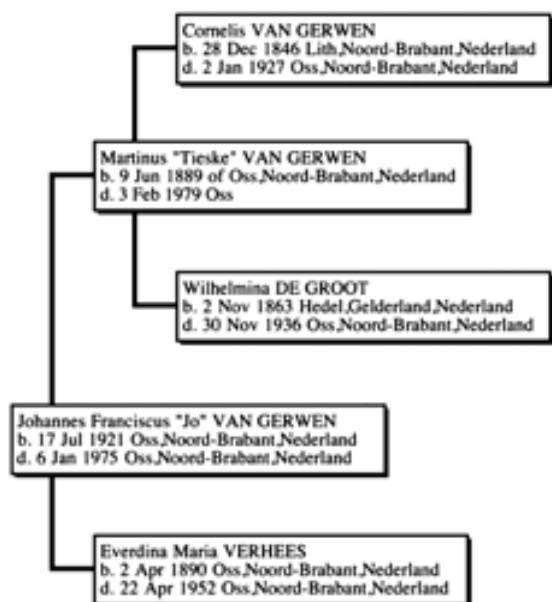 Cornelis VAN GERWEN
b. 28 Dec 1846 Lith,Noord-Brabant,Nederland
d. 2 Jan 1927 Oss,Noord-Brabant,Nederland
Martinus "Tieske" VAN GERWEN
b. 9 Jun 1889 of Oss,Noord-Brabant,Nederland
d. 3 Feb 1979 Oss
Wilhelmina DE GROOT
b. 2 Nov 1863 Hedel,Gelderland,Nederland
d. 30 Nov 1936 Oss,Noord-Brabant,Nederland
Johannes Franciscus "Jo" VAN GERWEN
b. 17 Jul 1921 Oss,Noord-Brabant,Nederland
d. 6 Jan 1975 Oss,Noord-Brabant,Nederland
Everdina Maria VERHEES
b. 2 Apr 1890 Oss,Noord-Brabant,Nederland
d. 22 Apr 1952 Oss,Noord-Brabant,Nederland